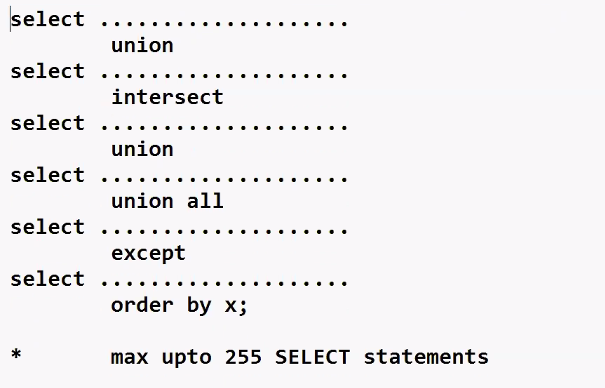 select ....................
union
select ....................
intersect
select ....................
union
select ....................
union all
select ....................
except
select ....................
order by x;
* max upto 255 SELECT statements